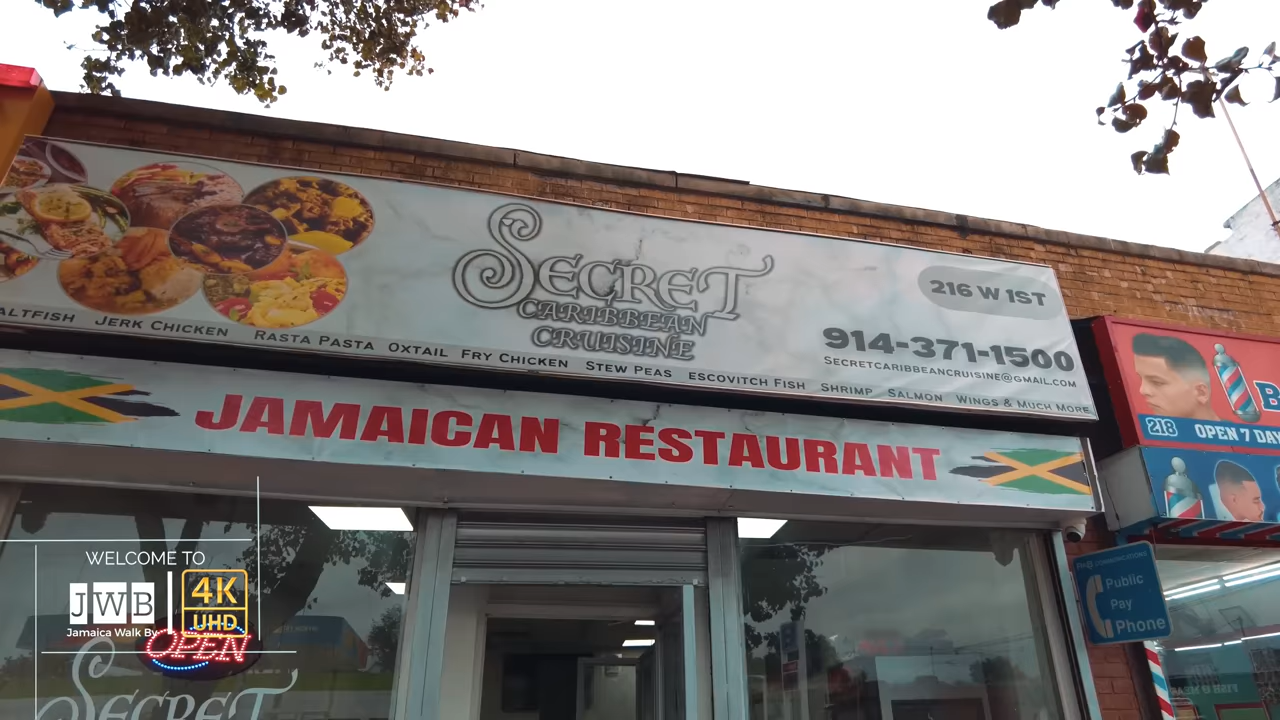 SECRET
CARIBBEAN
CRUISINE
216 W 1ST
914-371-1500
SECRETCARIBBEANCRUISINE@GMAIL.COM
ALTFISH JERK CHICKEN RASTA PASTA OXTAIL FRY CHICKEN STEW PEAS ESCOVITCH FISH SHRIMP SALMON WINGS & MUCH MORE
JAMAICAN RESTAURANT
B
218 OPEN 7 DA
COMMUNICATIONS
Public
Pay
Phone
WELCOME TO
JWB
Jamaica Walk By
4K
UHD
OPEN
SECRET